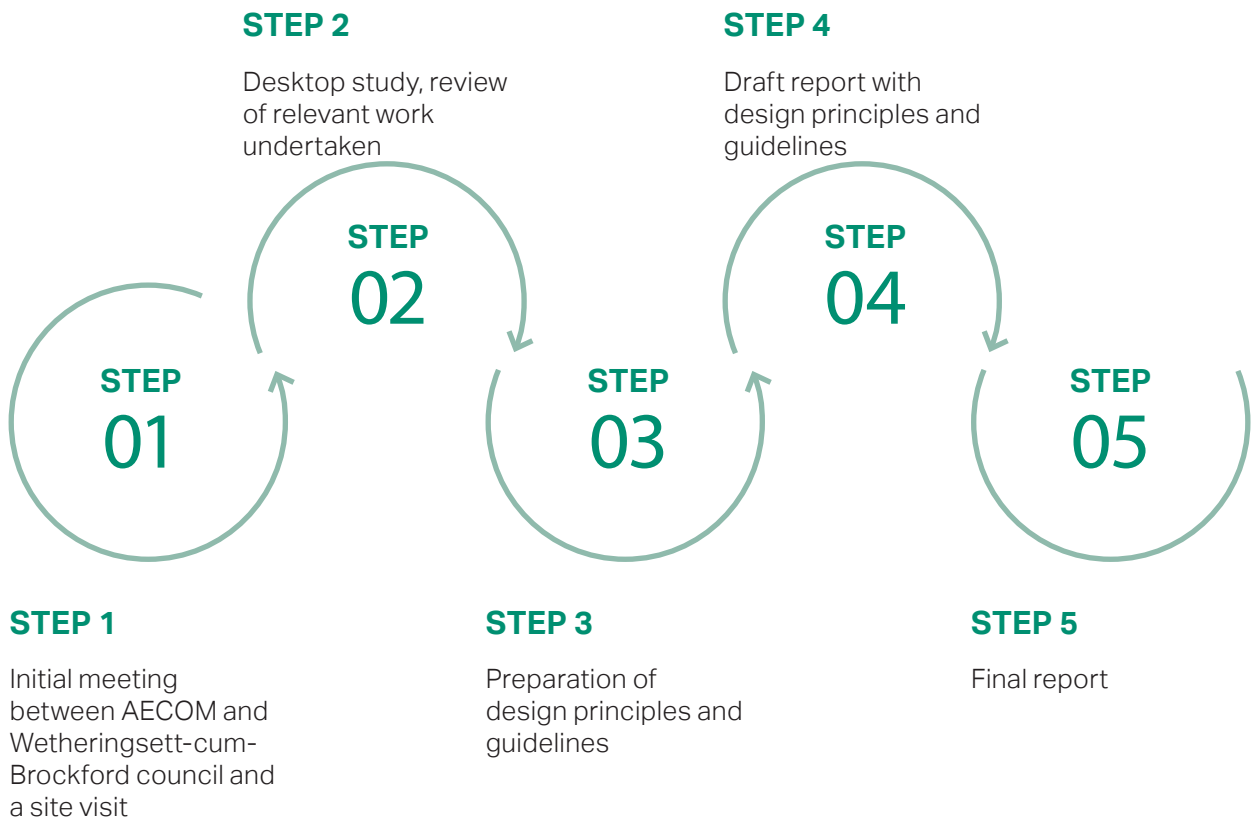 STEP 2
Desktop study, review
of relevant work
undertaken
STEP 4
Draft report with
design principles and
guidelines
STEP
01
STEP
02
STEP
03
STEP
04
STEP
05
STEP 1
Initial meeting
between AECOM and
Wetheringsett-cum-
Brockford council and
a site visit
STEP 3
Preparation of
design principles and
guidelines
STEP 5
Final report